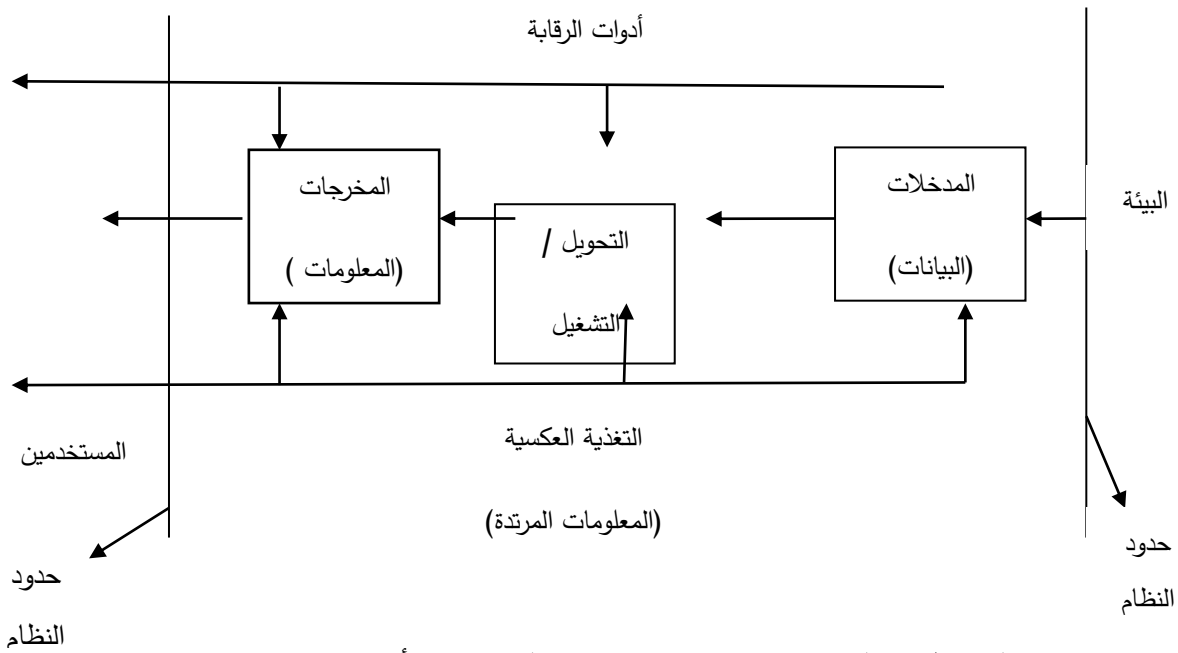 أدوات الرقابة
البيئة
المدخلات
(البيانات)
التحويل /
التشغيل
المخرجات
(المعلومات )
التغذية العكسية
(المعلومات المرتدة)
المستخدمين
حدود
النظام
حدود
النظام